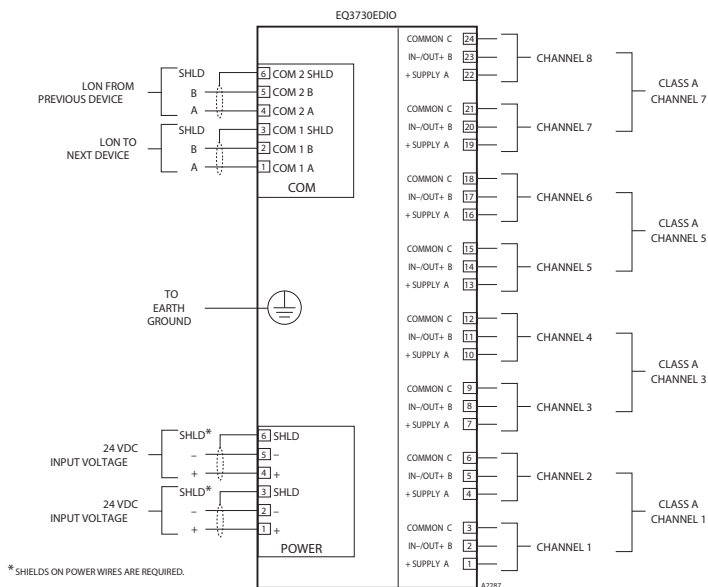 EQ3730EDIO
LON FROM
PREVIOUS DEVICE
SHLD
B
A
6 COM 2 SHLD
5 COM 2 B
4 COM 2 A
LON TO
NEXT DEVICE
SHLD
B
A
3 COM 1 SHLD
2 COM 1 B
1 COM 1 A
COM
TO
EARTH
GROUND
24 VDC
INPUT VOLTAGE
SHLD*
–
+
6 SHLD
5 –
4 +
24 VDC
INPUT VOLTAGE
SHLD*
–
+
3 SHLD
2 –
1 +
POWER
* SHIELDS ON POWER WIRES ARE REQUIRED.
COMMON C 24
IN–/OUT+ B 23
+ SUPPLY A 22
CHANNEL 8
COMMON C 21
IN–/OUT+ B 20
+ SUPPLY A 19
CHANNEL 7
CLASS A
CHANNEL 7
COMMON C 18
IN–/OUT+ B 17
+ SUPPLY A 16
CHANNEL 6
COMMON C 15
IN–/OUT+ B 14
+ SUPPLY A 13
CHANNEL 5
CLASS A
CHANNEL 5
COMMON C 12
IN–/OUT+ B 11
+ SUPPLY A 10
CHANNEL 4
COMMON C 9
IN–/OUT+ B 8
+ SUPPLY A 7
CHANNEL 3
CLASS A
CHANNEL 3
COMMON C 6
IN–/OUT+ B 5
+ SUPPLY A 4
CHANNEL 2
COMMON C 3
IN–/OUT+ B 2
+ SUPPLY A 1
CHANNEL 1
CLASS A
CHANNEL 1
A2287